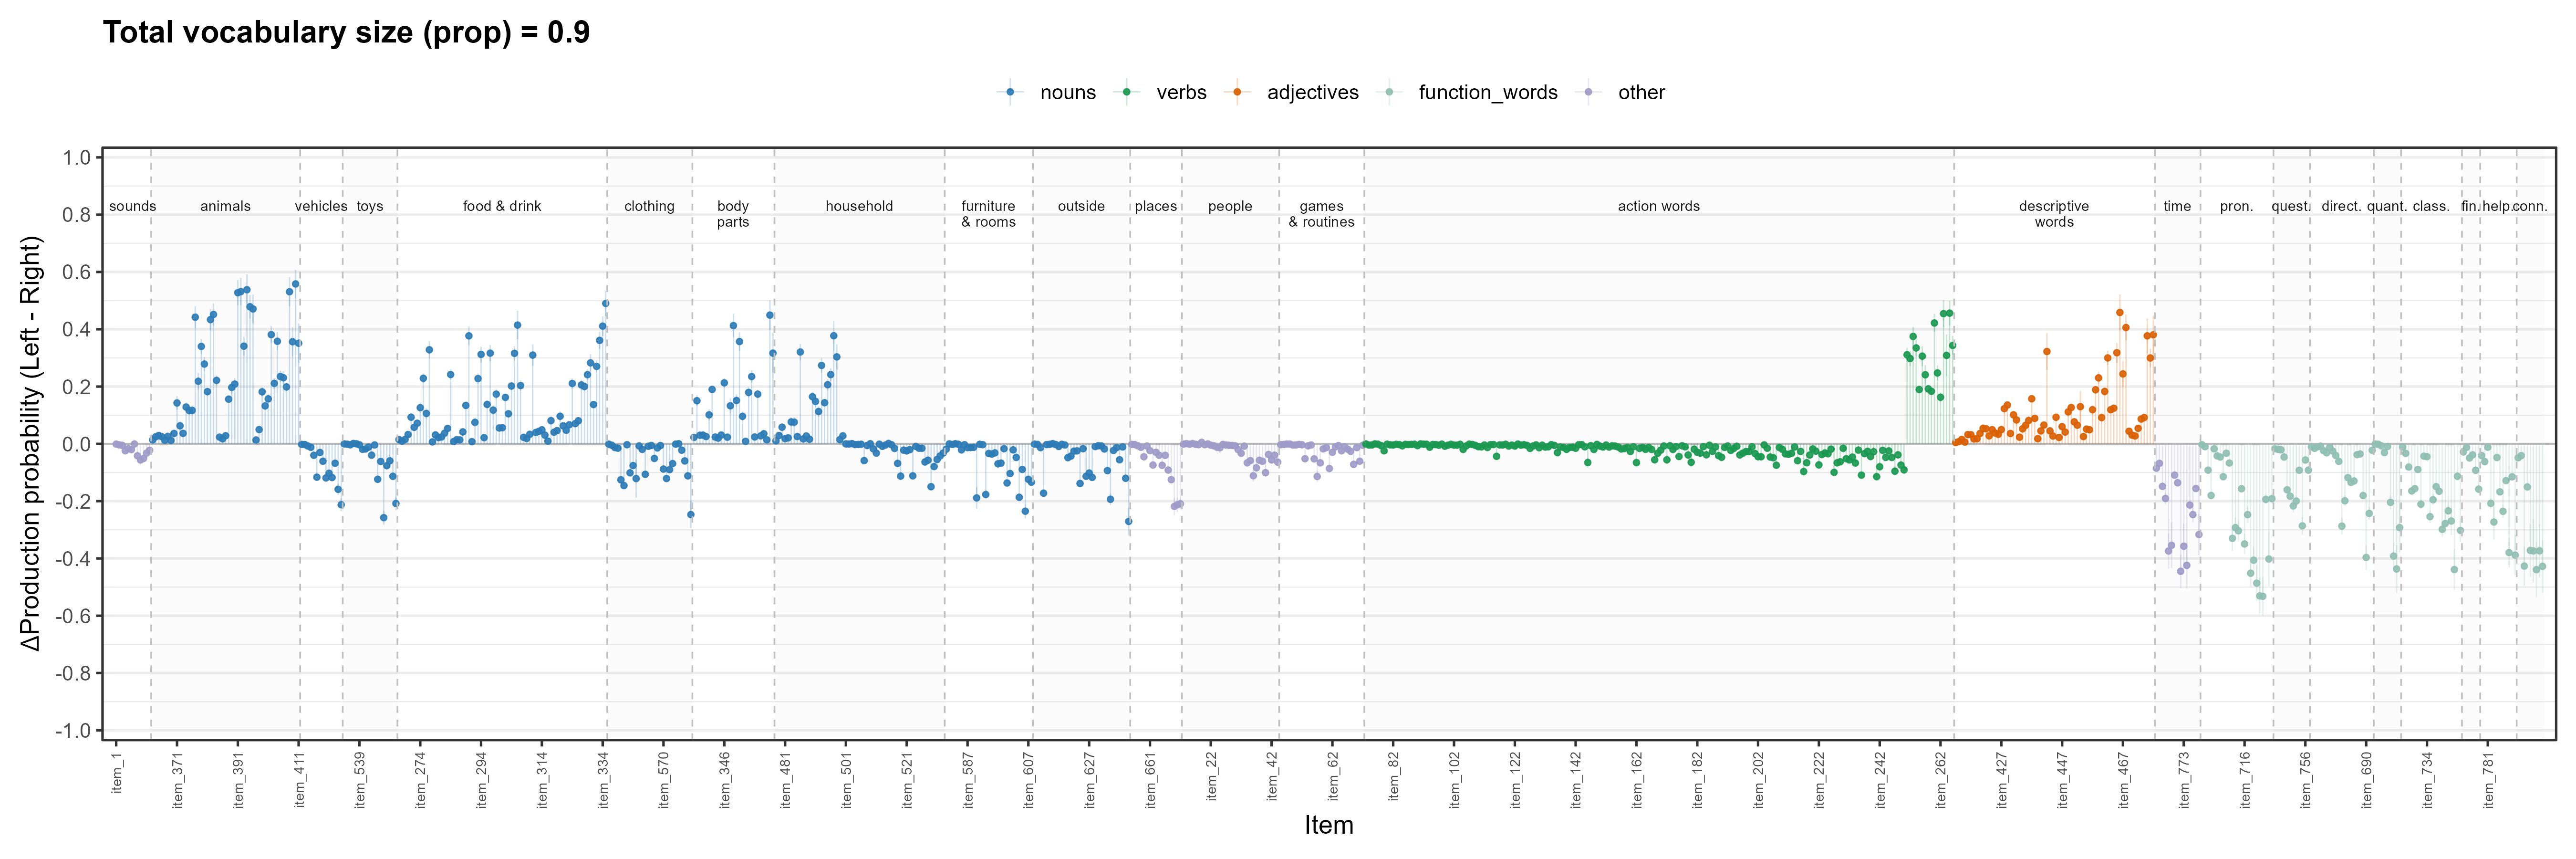 Total vocabulary size (prop) = 0.9
nouns verbs adjectives function_words other
ΔProduction probability (Left - Right)
1.0
0.8
0.6
0.4
0.2
0.0
-0.2
-0.4
-0.6
-0.8
-1.0
sounds animals vehicles toys food & drink clothing body parts household furniture & rooms outside places people games & routines action words descriptive words time pron. quest. direct. quant. class. fin. help. conn.
item_1 item_371 item_391 item_411 item_539 item_274 item_294 item_314 item_334 item_570 item_346 item_481 item_501 item_521 item_587 item_607 item_627 item_661 item_22 item_42 item_62 item_82 item_102 item_122 item_142 item_162 item_182 item_202 item_222 item_242 item_262 item_427 item_447 item_467 item_773 item_716 item_756 item_690 item_734 item_781
Item